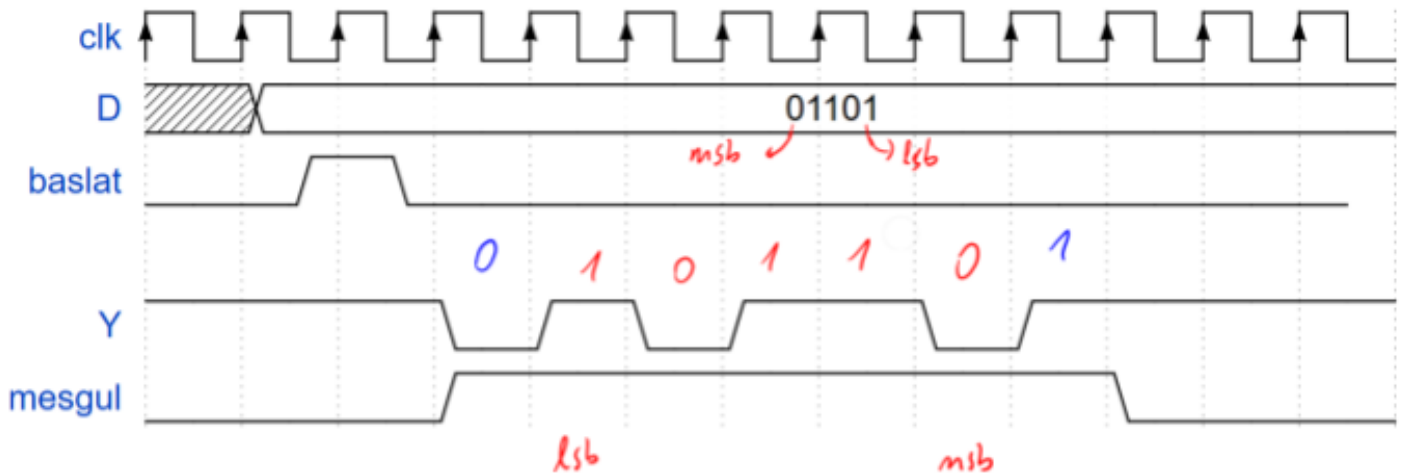 clk
D 01101
msb lsb
baslat
0 1 0 1 1 0 1
Y
mesgul
lsb msb